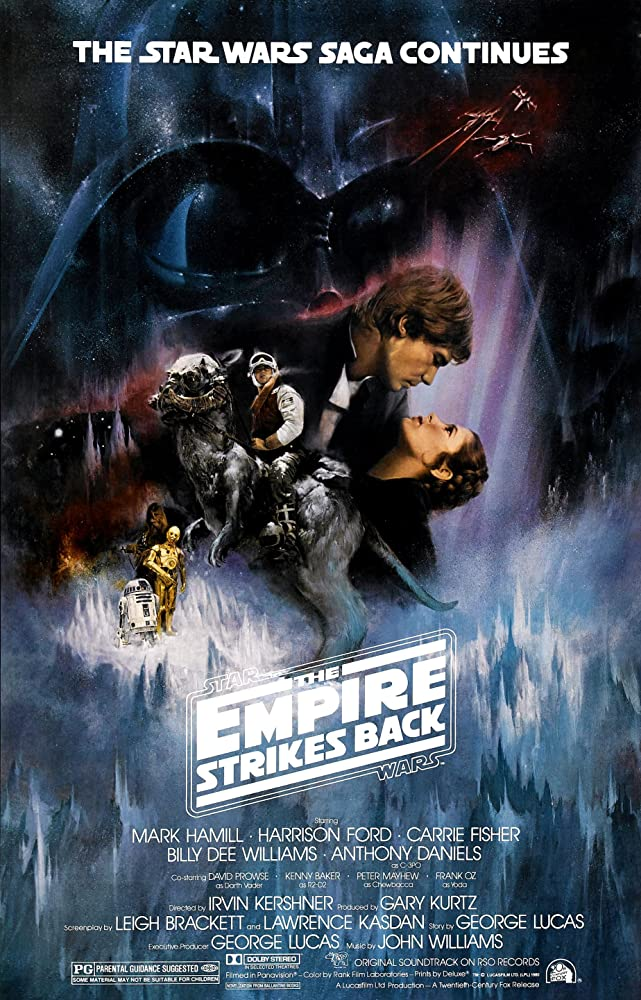 THE STAR WARS SAGA CONTINUES
STAR
THE
EMPIRE
STRIKES BACK
WARS
Starring
MARK HAMILL · HARRISON FORD · CARRIE FISHER
BILLY DEE WILLIAMS · ANTHONY DANIELS
as C-3PO
Co-starring DAVID PROWSE · KENNY BAKER · PETER MAYHEW · FRANK OZ
as Darth Vader as R2-D2 as Chewbacca as Yoda
Directed by IRVIN KERSHNER Produced by GARY KURTZ
Screenplay by LEIGH BRACKETT and LAWRENCE KASDAN Story by GEORGE LUCAS
Executive Producer GEORGE LUCAS Music by JOHN WILLIAMS
PG PARENTAL GUIDANCE SUGGESTED
SOME MATERIAL MAY NOT BE SUITABLE FOR CHILDREN
DOLBY STEREO
IN SELECTED THEATRES
ORIGINAL SOUNDTRACK ON RSO RECORDS
Filmed in Panavision® · Color by Rank Film Laboratories · Prints by Deluxe® TM © LUCASFILM LTD. (LFL) 1980
NOVELIZATION FROM BALLANTINE BOOKS
A Lucasfilm Ltd Production — A Twentieth-Century Fox Release